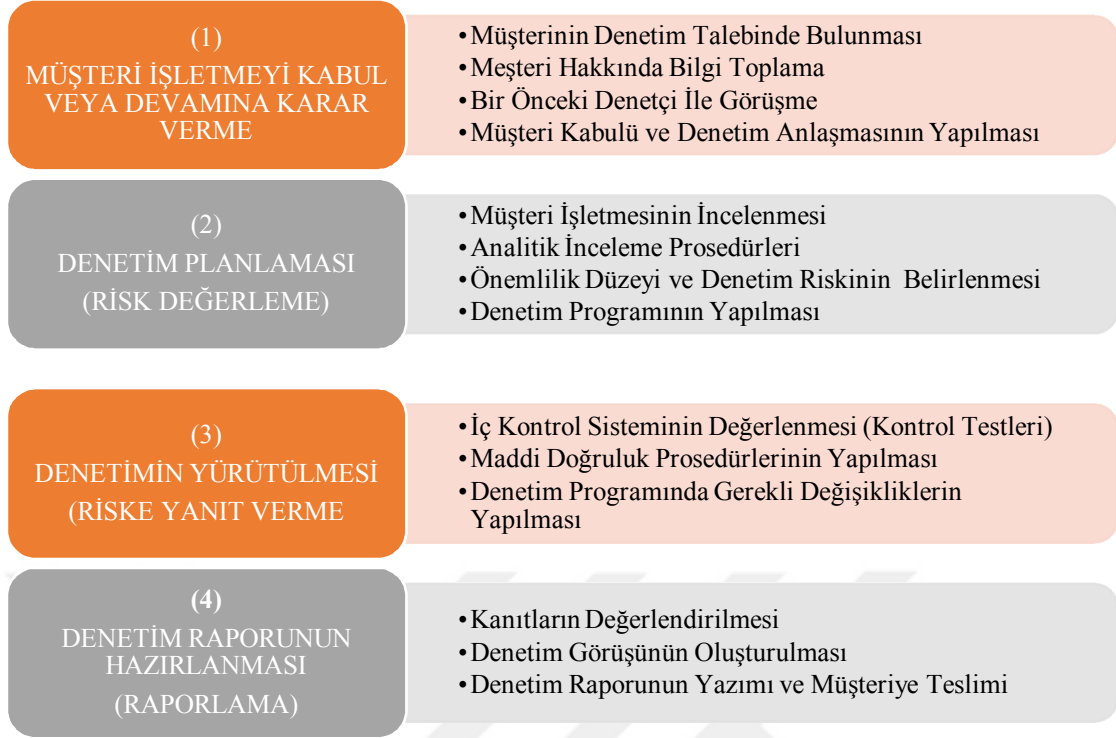 (1)
MÜŞTERİ İŞLETMEYİ KABUL
VEYA DEVAMINA KARAR
VERME
•Müşterinin Denetim Talebinde Bulunması
•Meşteri Hakkında Bilgi Toplama
•Bir Önceki Denetçi İle Görüşme
•Müşteri Kabulü ve Denetim Anlaşmasının Yapılması
(2)
DENETİM PLANLAMASI
(RİSK DEĞERLEME)
•Müşteri İşletmesinin İncelenmesi
•Analitik İnceleme Prosedürleri
•Önemlilik Düzeyi ve Denetim Riskinin Belirlenmesi
•Denetim Programının Yapılması
(3)
DENETİMİN YÜRÜTÜLMESİ
(RİSKE YANIT VERME
•İç Kontrol Sisteminin Değerlenmesi (Kontrol Testleri)
•Maddi Doğruluk Prosedürlerinin Yapılması
•Denetim Programında Gerekli Değişikliklerin
Yapılması
(4)
DENETİM RAPORUNUN
HAZIRLANMASI
(RAPORLAMA)
•Kanıtların Değerlendirilmesi
•Denetim Görüşünün Oluşturulması
•Denetim Raporunun Yazımı ve Müşteriye Teslimi